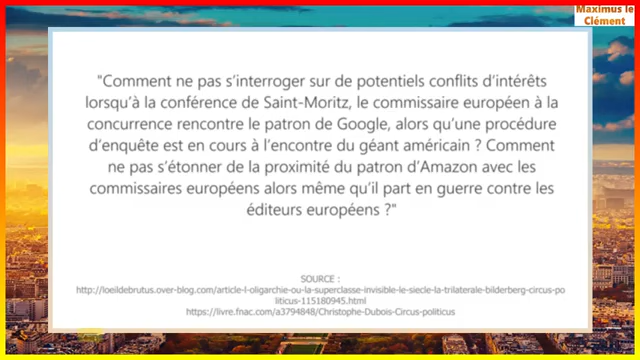 Maximus le
Clément
"Comment ne pas s'interroger sur de potentiels conflits d'intérêts
lorsqu'à la conférence de Saint-Moritz, le commissaire européen à la
concurrence rencontre le patron de Google, alors qu'une procédure
d'enquête est en cours à l'encontre du géant américain ? Comment
ne pas s'étonner de la proximité du patron d'Amazon avec les
commissaires européens alors même qu'il part en guerre contre les
éditeurs européens ?"
SOURCE :
http://loeildebrutus.over-blog.com/article-l-oligarchie-ou-la-superclasse-invisible-le-siecle-la-trilaterale-bilderberg-circus-po
liticus-115180945.html
https://livre.fnac.com/a3794848/Christophe-Dubois-Circus-politicus